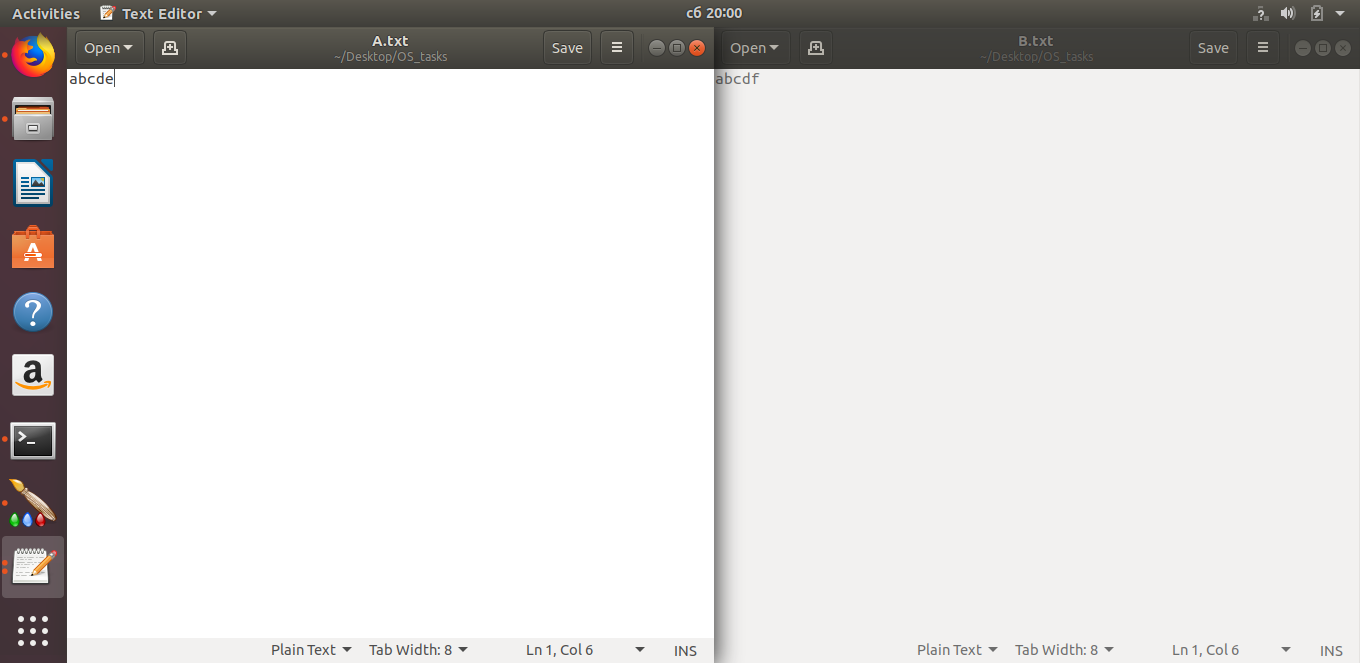 Activities Text Editor сб 20:00
Open A.txt Save
~/Desktop/OS_tasks
abcde
Plain Text Tab Width: 8 Ln 1, Col 6 INS
Open B.txt Save
~/Desktop/OS_tasks
abcdf
Plain Text Tab Width: 8 Ln 1, Col 6 INS